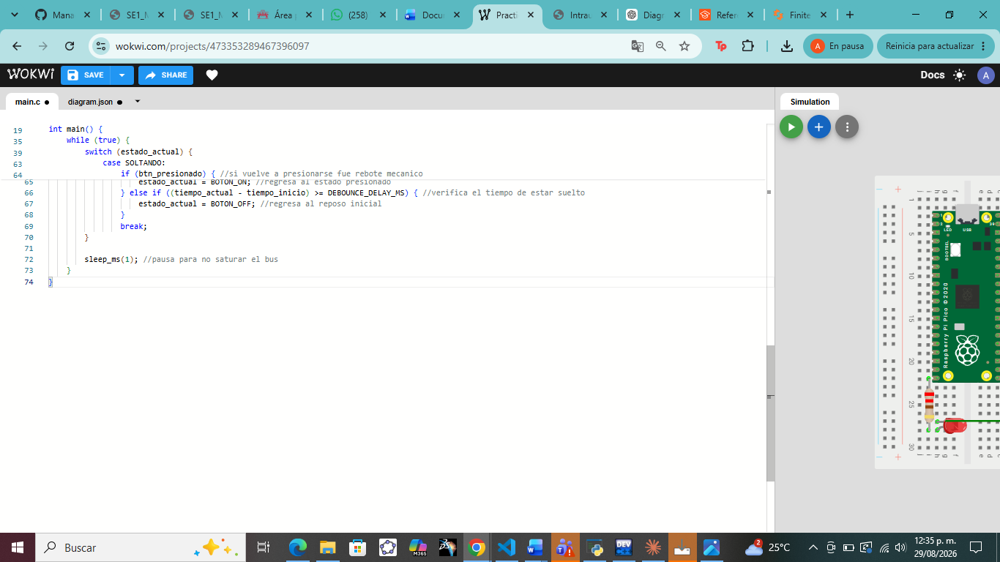 Mana
SE1_M
SE1_M
Área p
(258)
Docum
Practi
Intrau
Diagr
Refer
Finite
wokwi.com/projects/473353289467396097
A En pausa
Reinicia para actualizar
WOKWI SAVE SHARE Docs A
main.c diagram.json
Simulation
19 int main() {
35 while (true) {
39 switch (estado_actual) {
63 case SOLTANDO:
64 if (btn_presionado) { //si vuelve a presionarse fue rebote mecanico
65 estado_actual = BOTON_ON; //regresa al estado presionado
66 } else if ((tiempo_actual - tiempo_inicio) >= DEBOUNCE_DELAY_MS) { //verifica el tiempo de estar suelto
67 estado_actual = BOTON_OFF; //regresa al reposo inicial
68 }
69 break;
70 }
71
72 sleep_ms(1); //pausa para no saturar el bus
73 }
74 }
LED USB
BOOTSEL
Raspberry Pi Pico © 2020
1
5
10
15
20
25
30
j i h g f e d c
j i h g f e d c
Buscar
M365
DEV
2
25°C
12:35 p. m.
29/08/2026